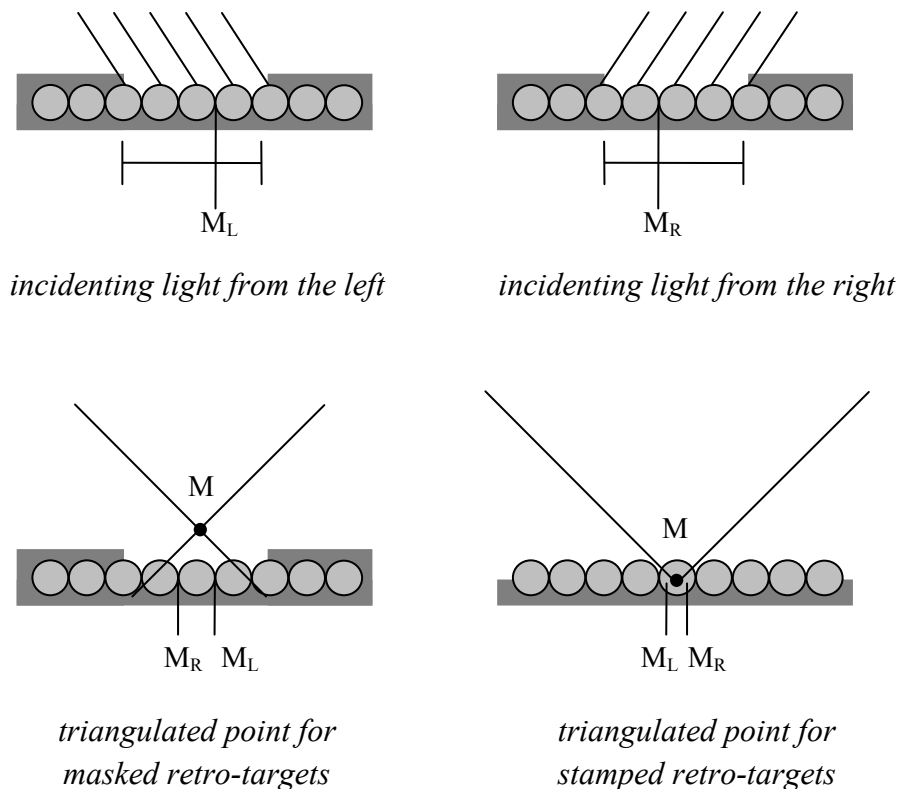 M_L
M_R
incidenting light from the left
incidenting light from the right
M
M
M_R M_L
M_L M_R
triangulated point for
masked retro-targets
triangulated point for
stamped retro-targets